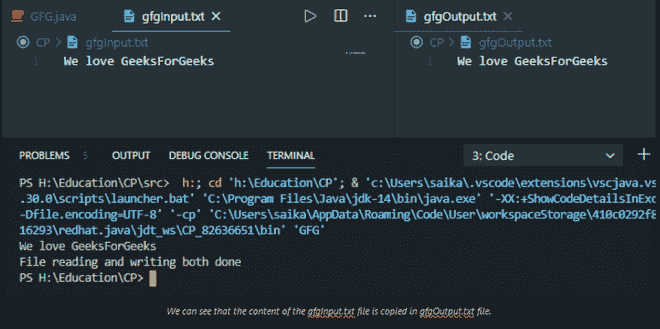 GFG.java gfgInput.txt gfgOutput.txt
CP > gfgInput.txt CP > gfgOutput.txt
1 We love GeeksForGeeks 1 We love GeeksForGeeks
PROBLEMS 5 OUTPUT DEBUG CONSOLE TERMINAL 3: Code
PS H:\Education\CP\src> h:; cd 'h:\Education\CP'; & 'c:\Users\saika\.vscode\extensions\vscjava.vs
.30.0\scripts\launcher.bat' 'C:\Program Files\Java\jdk-14\bin\java.exe' '-XX:+ShowCodeDetailsInExc
-Dfile.encoding=UTF-8' '-cp' 'C:\Users\saika\AppData\Roaming\Code\User\workspaceStorage\410c0292f8
16293\redhat.java\jdt_ws\CP_82636651\bin' 'GFG'
We love GeeksForGeeks
File reading and writing both done
PS H:\Education\CP>
We can see that the content of the gfgInput.txt file is copied in gfgOutput.txt file.